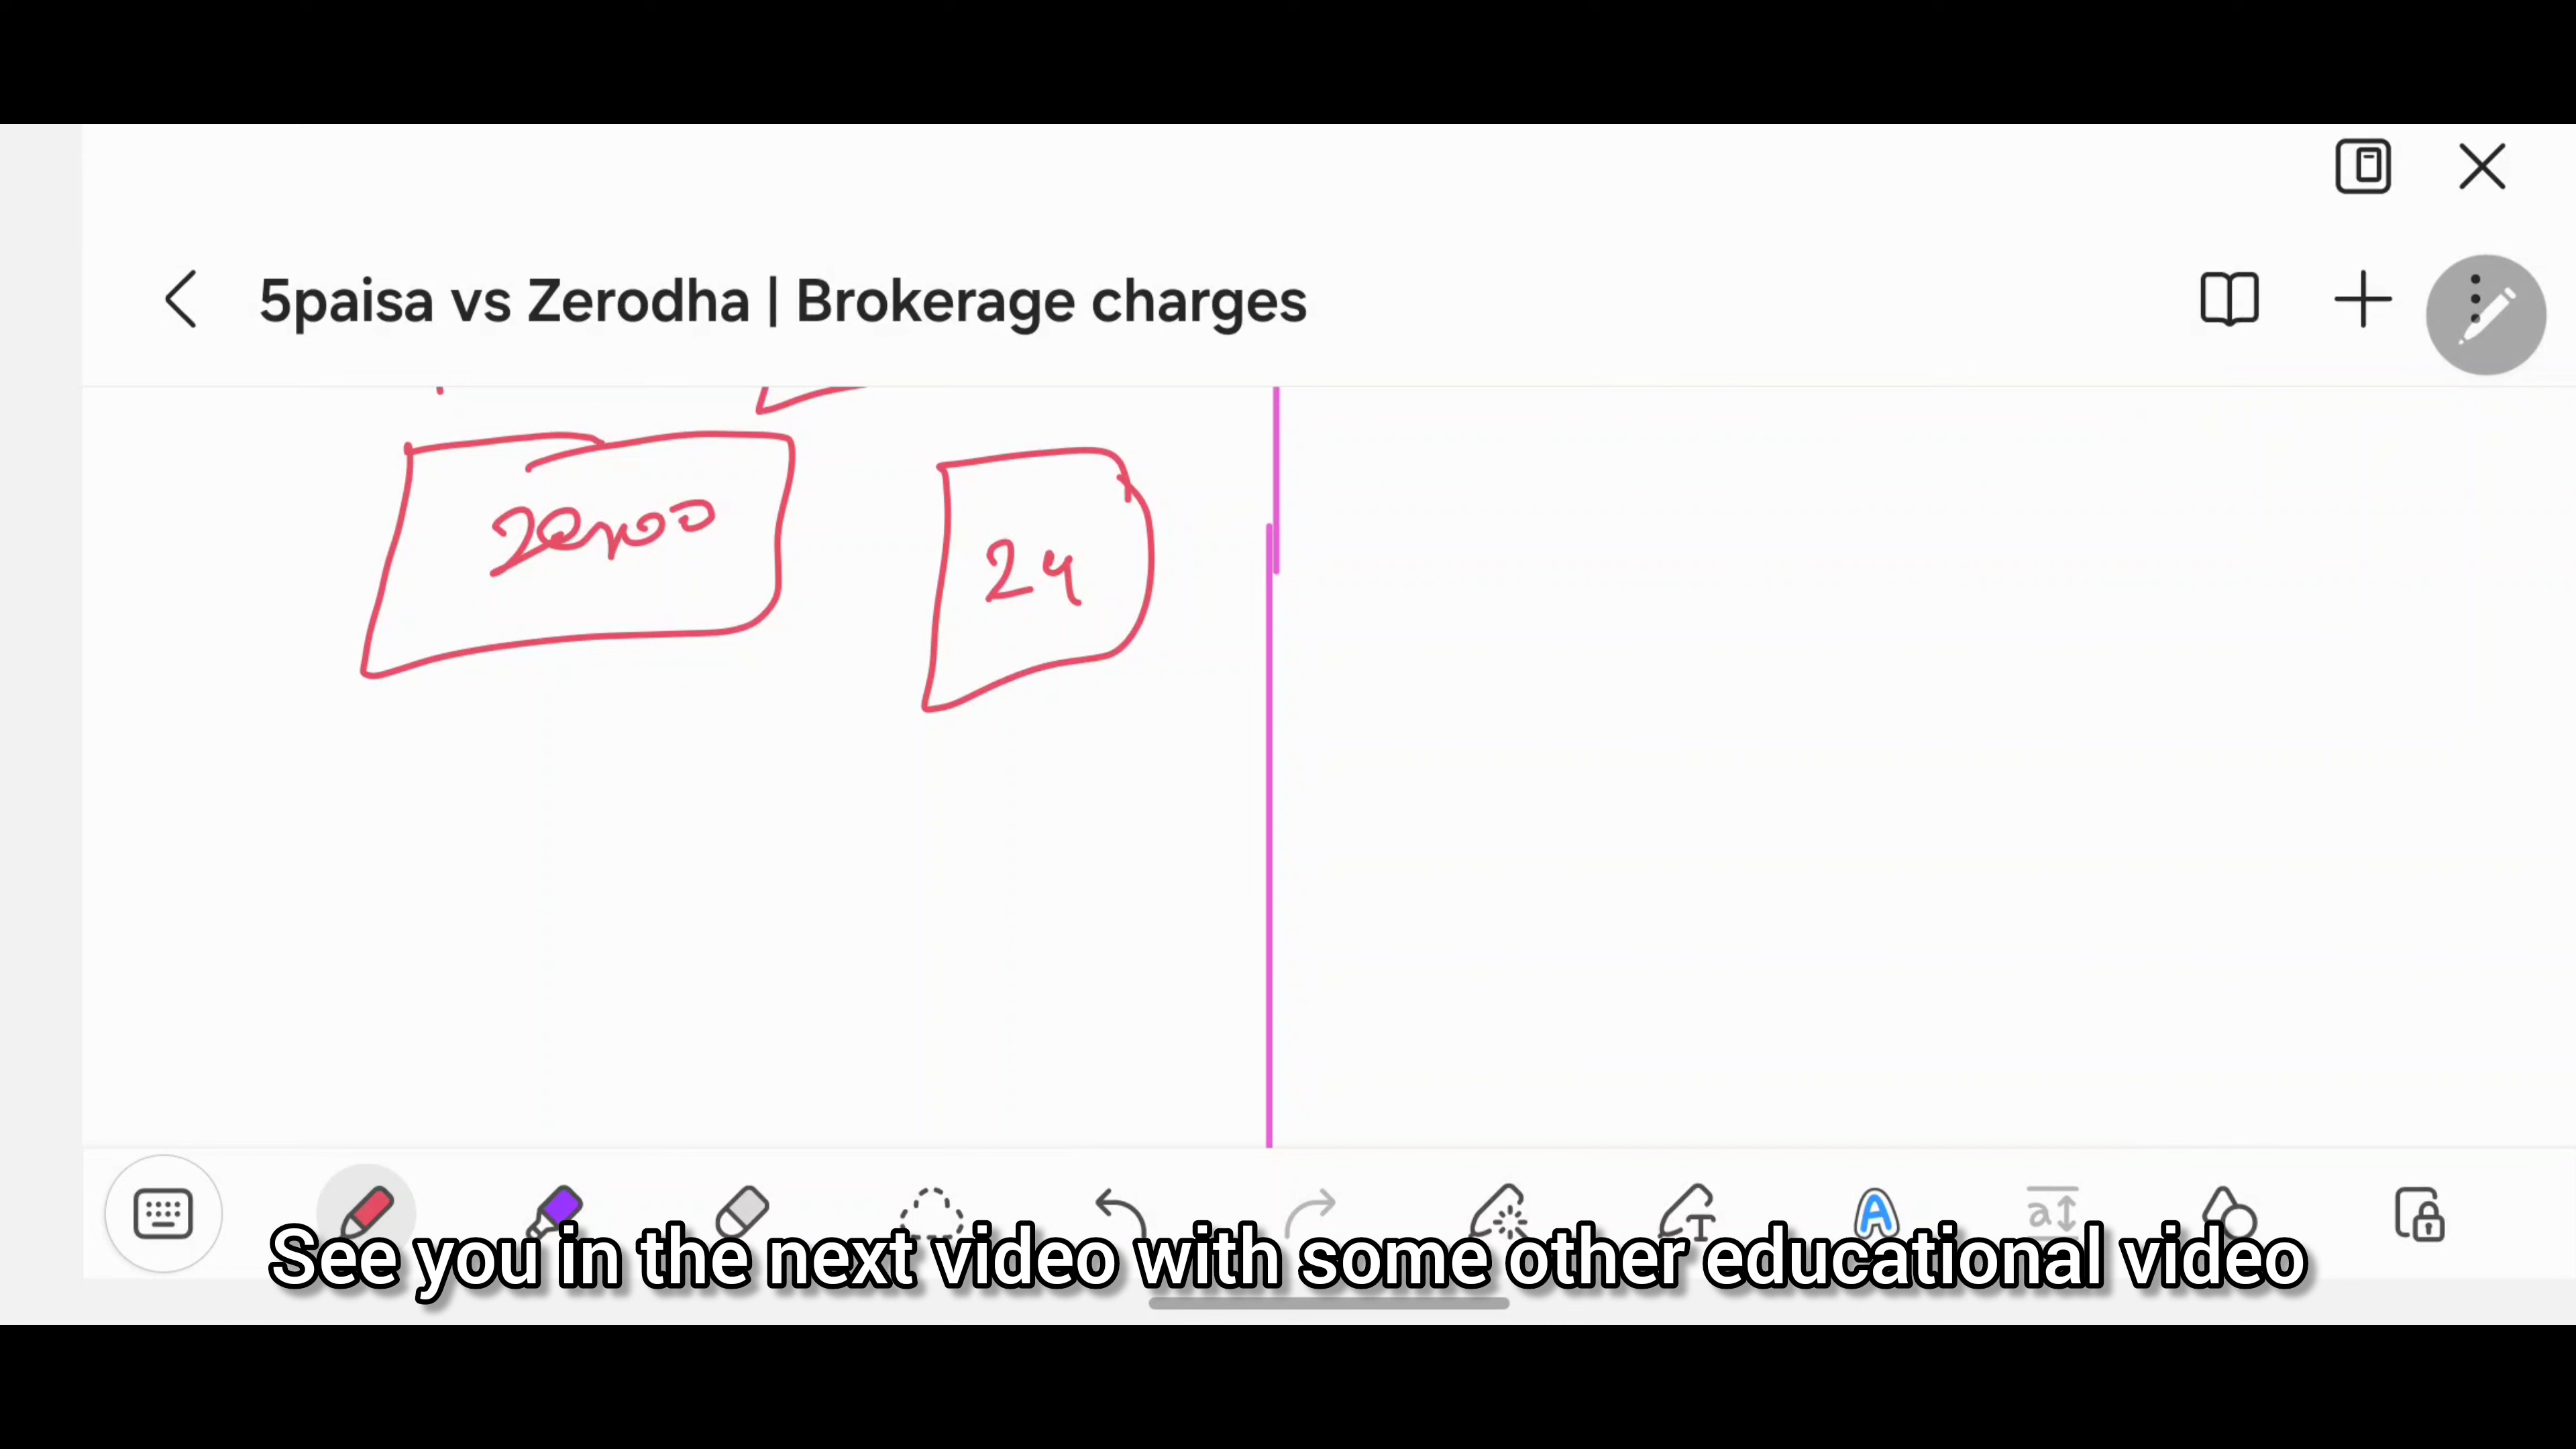 5paisa vs Zerodha | Brokerage charges
24
See you in the next video with some other educational video